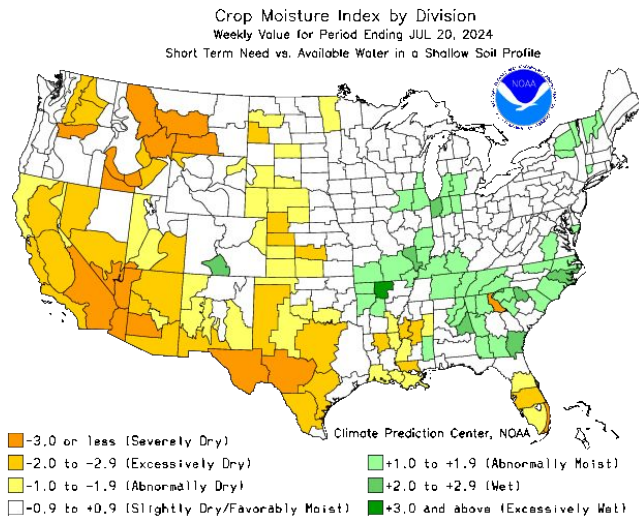 Crop Moisture Index by Division
Weekly Value for Period Ending JUL 20, 2024
Short Term Need vs. Available Water in a Shallow Soil Profile
NOAA
Climate Prediction Center, NOAA
-3.0 or less (Severely Dry)
-2.0 to -2.9 (Excessively Dry)
-1.0 to -1.9 (Abnormally Dry)
-0.9 to +0.9 (Slightly Dry/Favorably Moist)
+1.0 to +1.9 (Abnormally Moist)
+2.0 to +2.9 (Wet)
+3.0 and above (Excessively Wet)